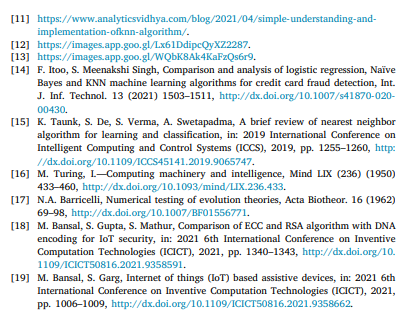 [11] https://www.analyticsvidhya.com/blog/2021/04/simple-understanding-and-
implementation-ofknn-algorithm/.
[12] https://images.app.goo.gl/Lx61DdipcQyXZ2287.
[13] https://images.app.goo.gl/WQbK8Ak4KaFzQs6r9.
[14] F. Itoo, S. Meenakshi Singh, Comparison and analysis of logistic regression, Naïve
Bayes and KNN machine learning algorithms for credit card fraud detection, Int.
J. Inf. Technol. 13 (2021) 1503–1511, http://dx.doi.org/10.1007/s41870-020-
00430.
[15] K. Taunk, S. De, S. Verma, A. Swetapadma, A brief review of nearest neighbor
algorithm for learning and classification, in: 2019 International Conference on
Intelligent Computing and Control Systems (ICCS), 2019, pp. 1255–1260, http:
//dx.doi.org/10.1109/ICCS45141.2019.9065747.
[16] M. Turing, I.—Computing machinery and intelligence, Mind LIX (236) (1950)
433–460, http://dx.doi.org/10.1093/mind/LIX.236.433.
[17] N.A. Barricelli, Numerical testing of evolution theories, Acta Biotheor. 16 (1962)
69–98, http://dx.doi.org/10.1007/BF01556771.
[18] M. Bansal, S. Gupta, S. Mathur, Comparison of ECC and RSA algorithm with DNA
encoding for IoT security, in: 2021 6th International Conference on Inventive
Computation Technologies (ICICT), 2021, pp. 1340–1343, http://dx.doi.org/10.
1109/ICICT50816.2021.9358591.
[19] M. Bansal, S. Garg, Internet of things (IoT) based assistive devices, in: 2021 6th
International Conference on Inventive Computation Technologies (ICICT), 2021,
pp. 1006–1009, http://dx.doi.org/10.1109/ICICT50816.2021.9358662.